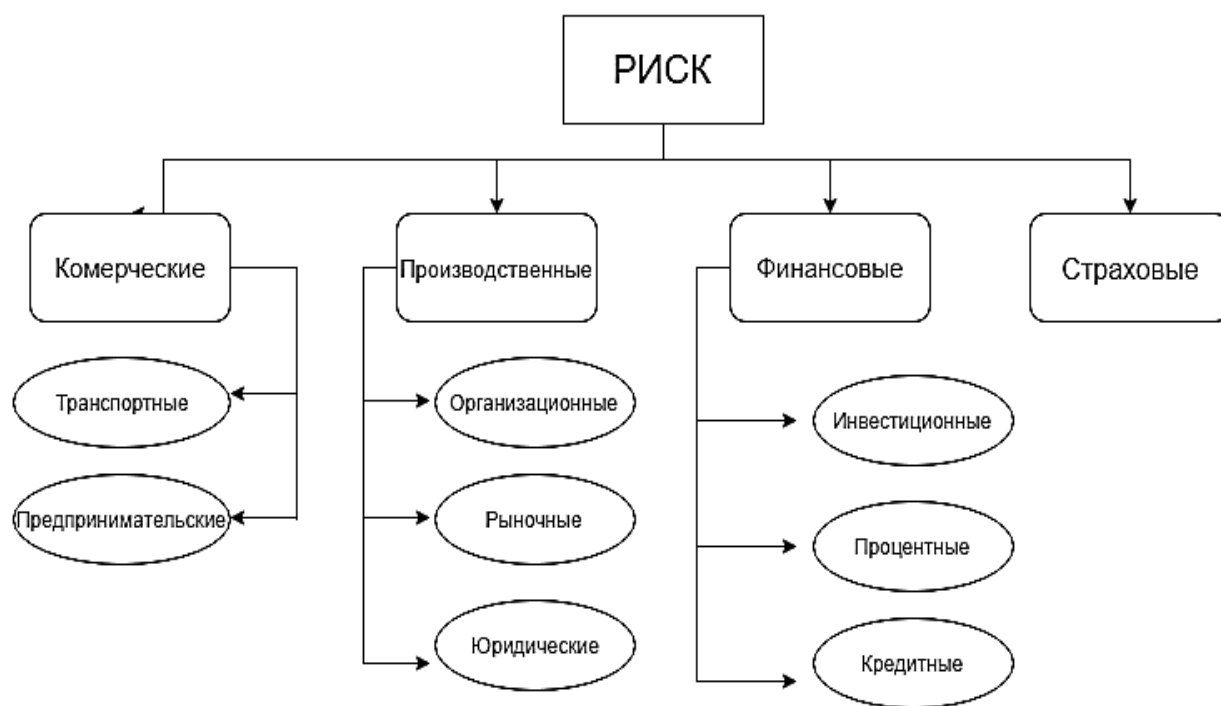 РИСК
Комерческие
Производственные
Финансовые
Страховые
Транспортные
Организационные
Инвестиционные
Предпринимательские
Рыночные
Процентные
Юридические
Кредитные